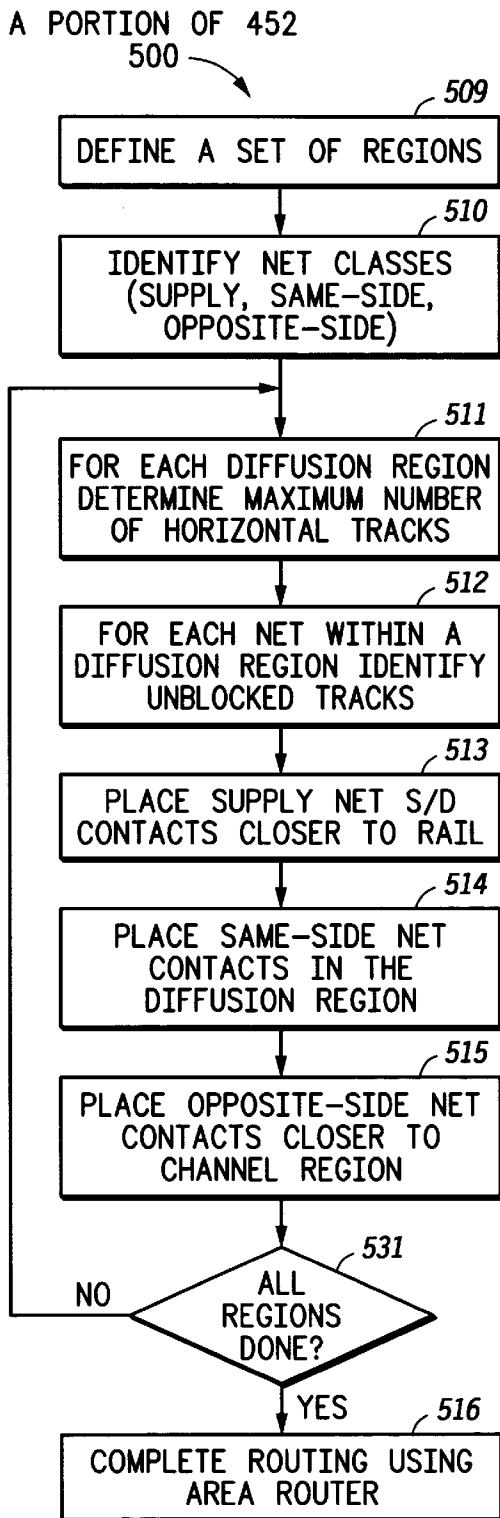 A PORTION OF 452
500
509
DEFINE A SET OF REGIONS
510
IDENTIFY NET CLASSES
(SUPPLY, SAME-SIDE,
OPPOSITE-SIDE)
511
FOR EACH DIFFUSION REGION
DETERMINE MAXIMUM NUMBER
OF HORIZONTAL TRACKS
512
FOR EACH NET WITHIN A
DIFFUSION REGION IDENTIFY
UNBLOCKED TRACKS
513
PLACE SUPPLY NET S/D
CONTACTS CLOSER TO RAIL
514
PLACE SAME-SIDE NET
CONTACTS IN THE
DIFFUSION REGION
515
PLACE OPPOSITE-SIDE NET
CONTACTS CLOSER TO
CHANNEL REGION
531
NO
ALL
REGIONS
DONE?
YES
516
COMPLETE ROUTING USING
AREA ROUTER